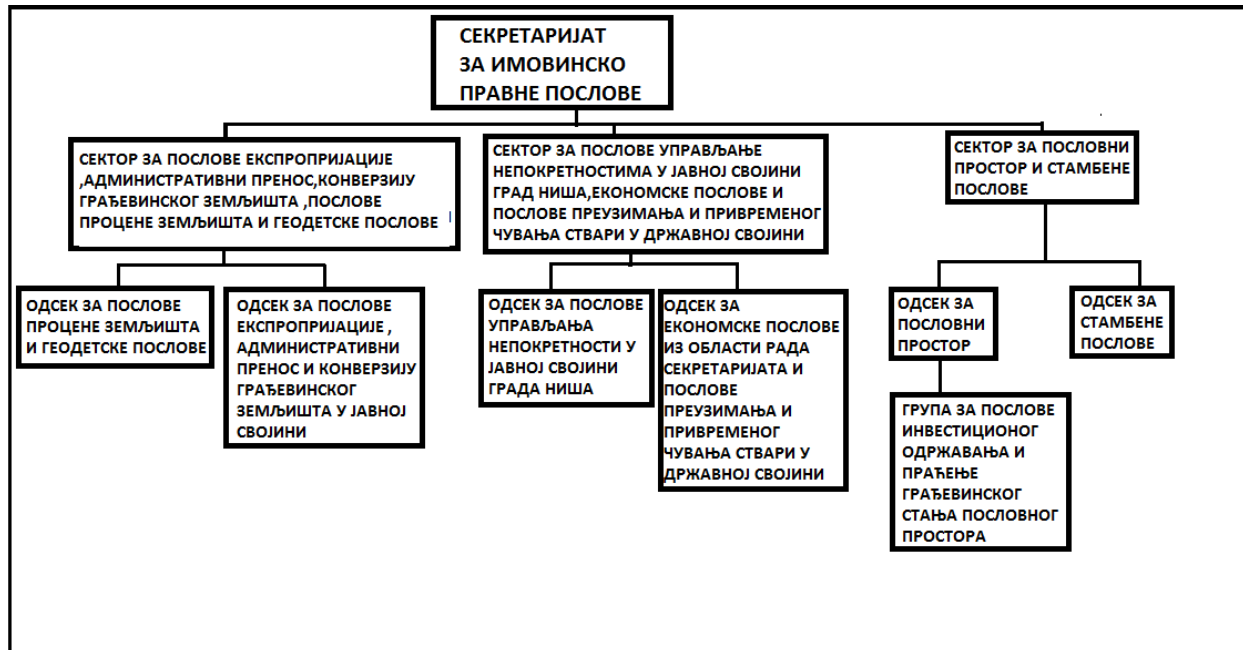 СЕКРЕТАРИЈАТ
ЗА ИМОВИНСКО
ПРАВНЕ ПОСЛОВЕ
СЕКТОР ЗА ПОСЛОВЕ ЕКСПРОПРИЈАЦИЈЕ
,АДМИНИСТРАТИВНИ ПРЕНОС,КОНВЕРЗИЈУ
ГРАЂЕВИНСКОГ ЗЕМЉИШТА ,ПОСЛОВЕ
ПРОЦЕНЕ ЗЕМЉИШТА И ГЕОДЕТСКЕ ПОСЛОВЕ
СЕКТОР ЗА ПОСЛОВЕ УПРАВЉАЊЕ
НЕПОКРЕТНОСТИМА У ЈАВНОЈ СВОЈИНИ
ГРАД НИША,ЕКОНОМСКЕ ПОСЛОВЕ И
ПОСЛОВЕ ПРЕУЗИМАЊА И ПРИВРЕМЕНОГ
ЧУВАЊА СТВАРИ У ДРЖАВНОЈ СВОЈИНИ
СЕКТОР ЗА ПОСЛОВНИ
ПРОСТОР И СТАМБЕНЕ
ПОСЛОВЕ
ОДСЕК ЗА ПОСЛОВЕ
ПРОЦЕНЕ ЗЕМЉИШТА
И ГЕОДЕТСКЕ ПОСЛОВЕ
ОДСЕК ЗА ПОСЛОВЕ
ЕКСПРОПРИЈАЦИЈЕ ,
АДМИНИСТРАТИВНИ
ПРЕНОС И КОНВЕРЗИЈУ
ГРАЂЕВИНСКОГ
ЗЕМЉИШТА У ЈАВНОЈ
СВОЈИНИ
ОДСЕК ЗА ПОСЛОВЕ
УПРАВЉАЊА
НЕПОКРЕТНОСТИ У
ЈАВНОЈ СВОЈИНИ
ГРАДА НИША
ОДСЕК ЗА
ЕКОНОМСКЕ ПОСЛОВЕ
ИЗ ОБЛАСТИ РАДА
СЕКРЕТАРИЈАТА И
ПОСЛОВЕ
ПРЕУЗИМАЊА И
ПРИВРЕМЕНОГ
ЧУВАЊА СТВАРИ У
ДРЖАВНОЈ СВОЈИНИ
ОДСЕК ЗА
ПОСЛОВНИ
ПРОСТОР
ОДСЕК ЗА
СТАМБЕНЕ
ПОСЛОВЕ
ГРУПА ЗА ПОСЛОВЕ
ИНВЕСТИЦИОНОГ
ОДРЖАВАЊА И
ПРАЋЕЊЕ
ГРАЂЕВИНСКОГ
СТАЊА ПОСЛОВНОГ
ПРОСТОРА